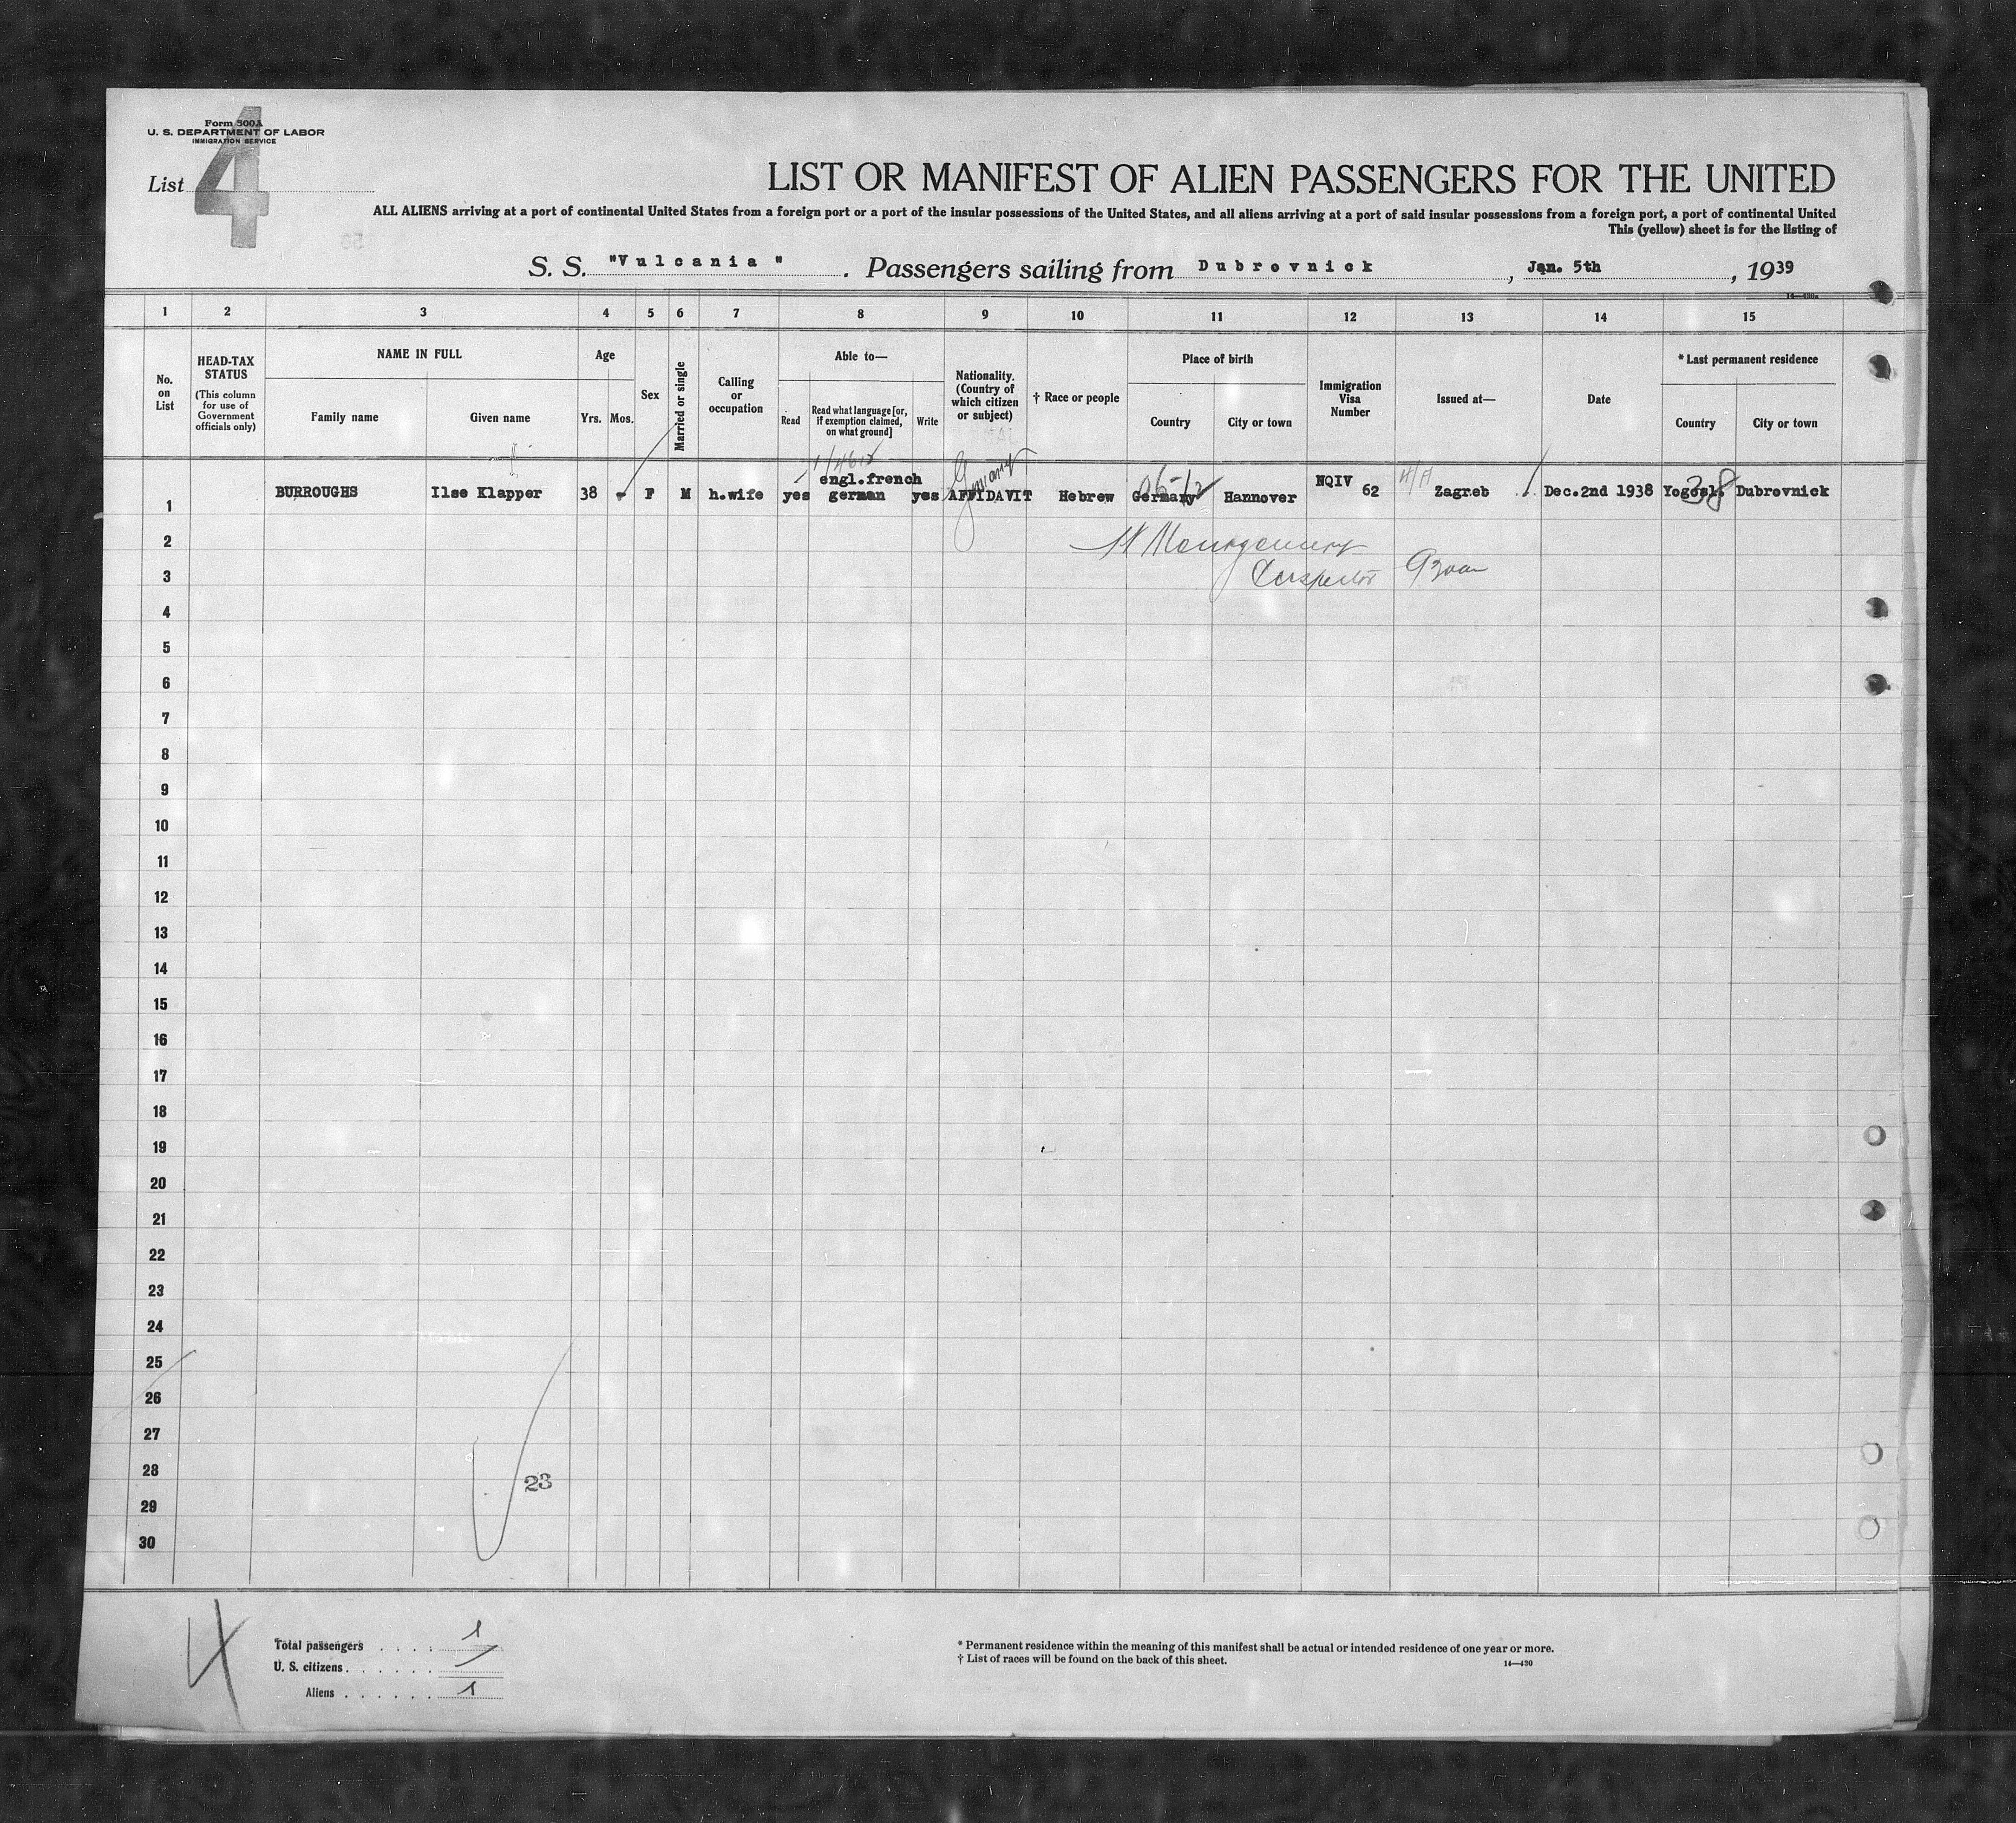 Form 500A
U. S. DEPARTMENT OF LABOR
IMMIGRATION SERVICE
List 4
LIST OR MANIFEST OF ALIEN PASSENGERS FOR THE UNITED
ALL ALIENS arriving at a port of continental United States from a foreign port or a port of the insular possessions of the United States, and all aliens arriving at a port of said insular possessions from a foreign port, a port of continental United
This (yellow) sheet is for the listing of
S. S. "Vulcania" . Passengers sailing from Dubrovnick , Jan. 5th , 1939
1 2 3 4 5 6 7 8 9 10 11 12 13 14 15
No. on List
HEAD-TAX STATUS
(This column for use of Government officials only)
NAME IN FULL
Family name
Given name
Age
Yrs.
Mos.
Sex
Married or single
Calling or occupation
Able to—
Read
Read what language [or, if exemption claimed, on what ground]
Write
Nationality. (Country of which citizen or subject)
† Race or people
Place of birth
Country
City or town
Immigration Visa Number
Issued at—
Date
* Last permanent residence
Country
City or town
1 BURROUGHS Ilse Klapper 38 - F M h.wife yes engl.french german yes AFFIDAVIT Germany Hebrew Germany Hannover NQIV 62 Zagreb Dec.2nd 1938 Yogosl. 38 Dubrovnick
2
3 Inspector
4
5
6
7
8
9
10
11
12
13
14
15
16
17
18
19
20
21
22
23
24
25
26
27
28
29
30
23
4
Total passengers . . . . 1
U. S. citizens . . . . . .
Aliens . . . . . . 1
* Permanent residence within the meaning of this manifest shall be actual or intended residence of one year or more.
† List of races will be found on the back of this sheet.
14—430